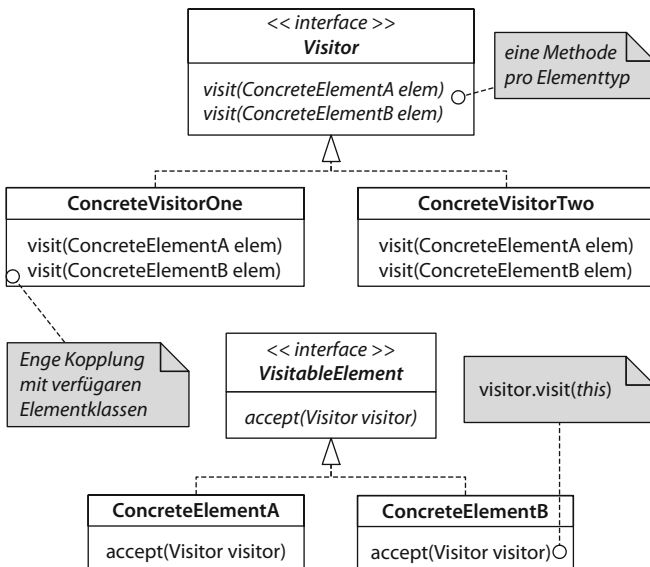 << interface >>
Visitor
visit(ConcreteElementA elem)
visit(ConcreteElementB elem)
eine Methode
pro Elementtyp
ConcreteVisitorOne
visit(ConcreteElementA elem)
visit(ConcreteElementB elem)
ConcreteVisitorTwo
visit(ConcreteElementA elem)
visit(ConcreteElementB elem)
Enge Kopplung
mit verfügaren
Elementklassen
<< interface >>
VisitableElement
accept(Visitor visitor)
visitor.visit(this)
ConcreteElementA
accept(Visitor visitor)
ConcreteElementB
accept(Visitor visitor)